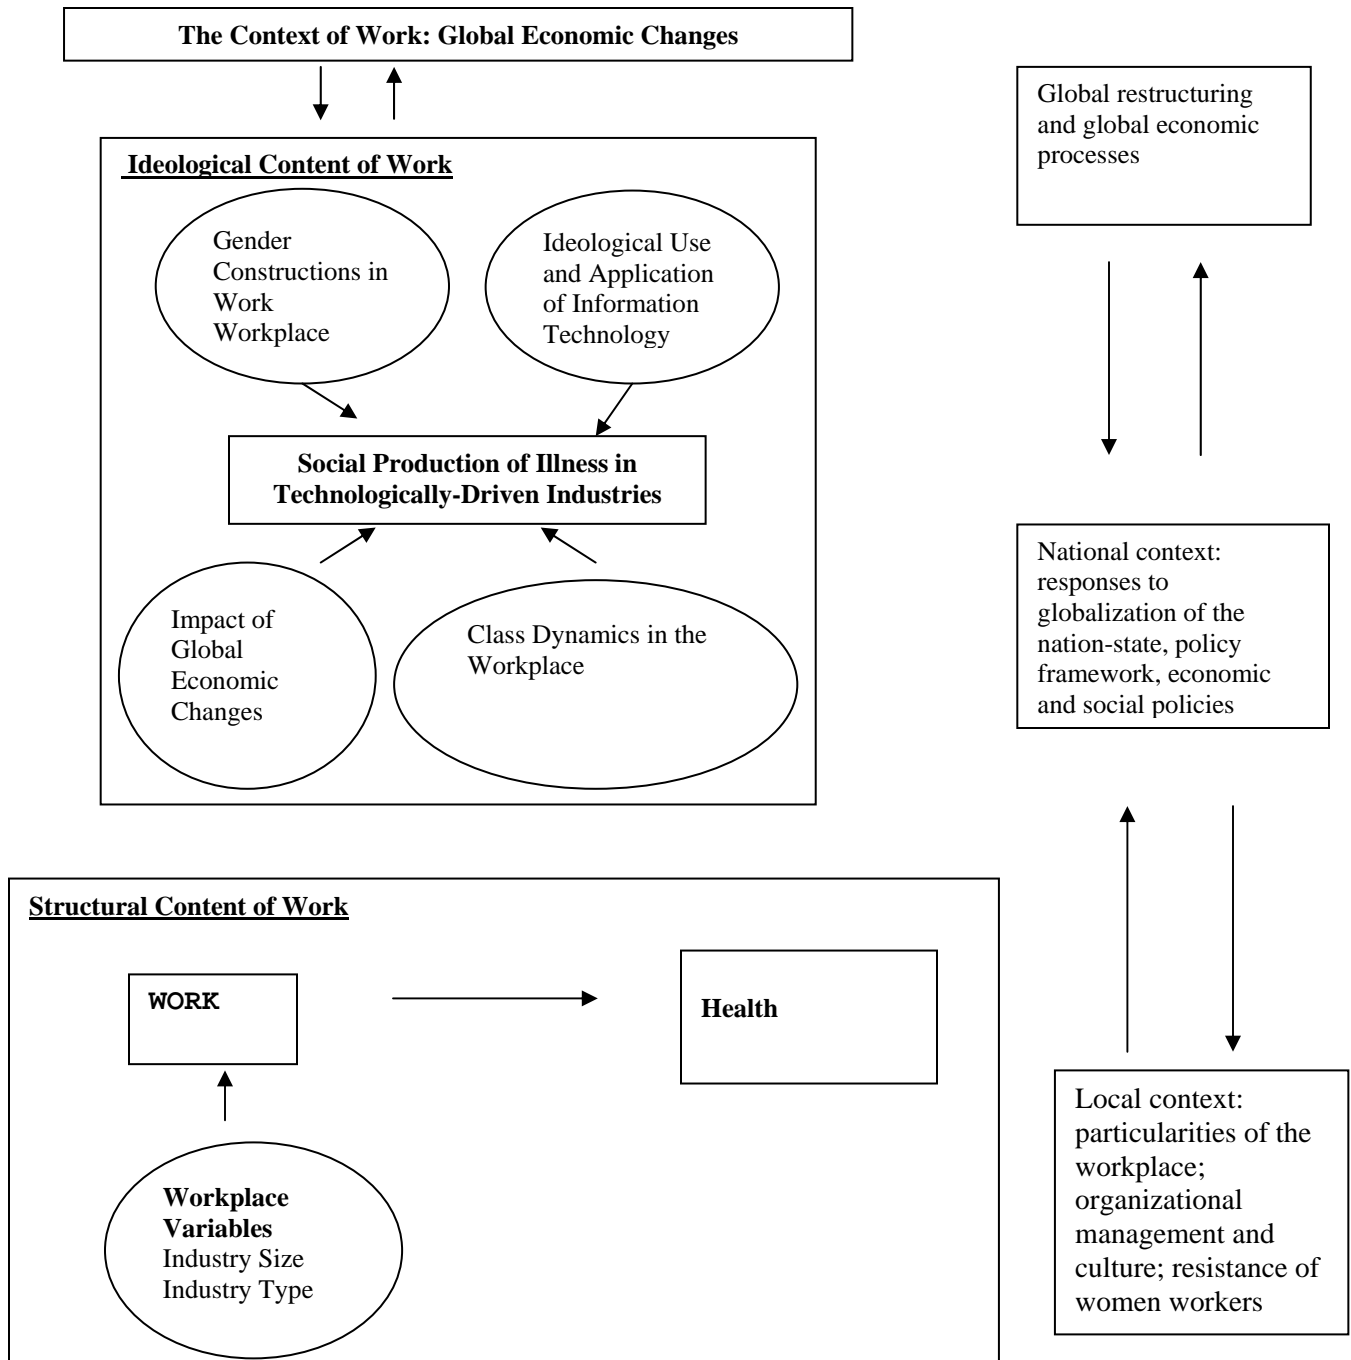 The Context of Work: Global Economic Changes
Ideological Content of Work
Gender
Constructions in
Work
Workplace
Ideological Use
and Application
of Information
Technology
Social Production of Illness in
Technologically-Driven Industries
Impact of
Global
Economic
Changes
Class Dynamics in the
Workplace
Structural Content of Work
WORK
Health
Workplace
Variables
Industry Size
Industry Type
Global restructuring
and global economic
processes
National context:
responses to
globalization of the
nation-state, policy
framework, economic
and social policies
Local context:
particularities of the
workplace;
organizational
management and
culture; resistance of
women workers